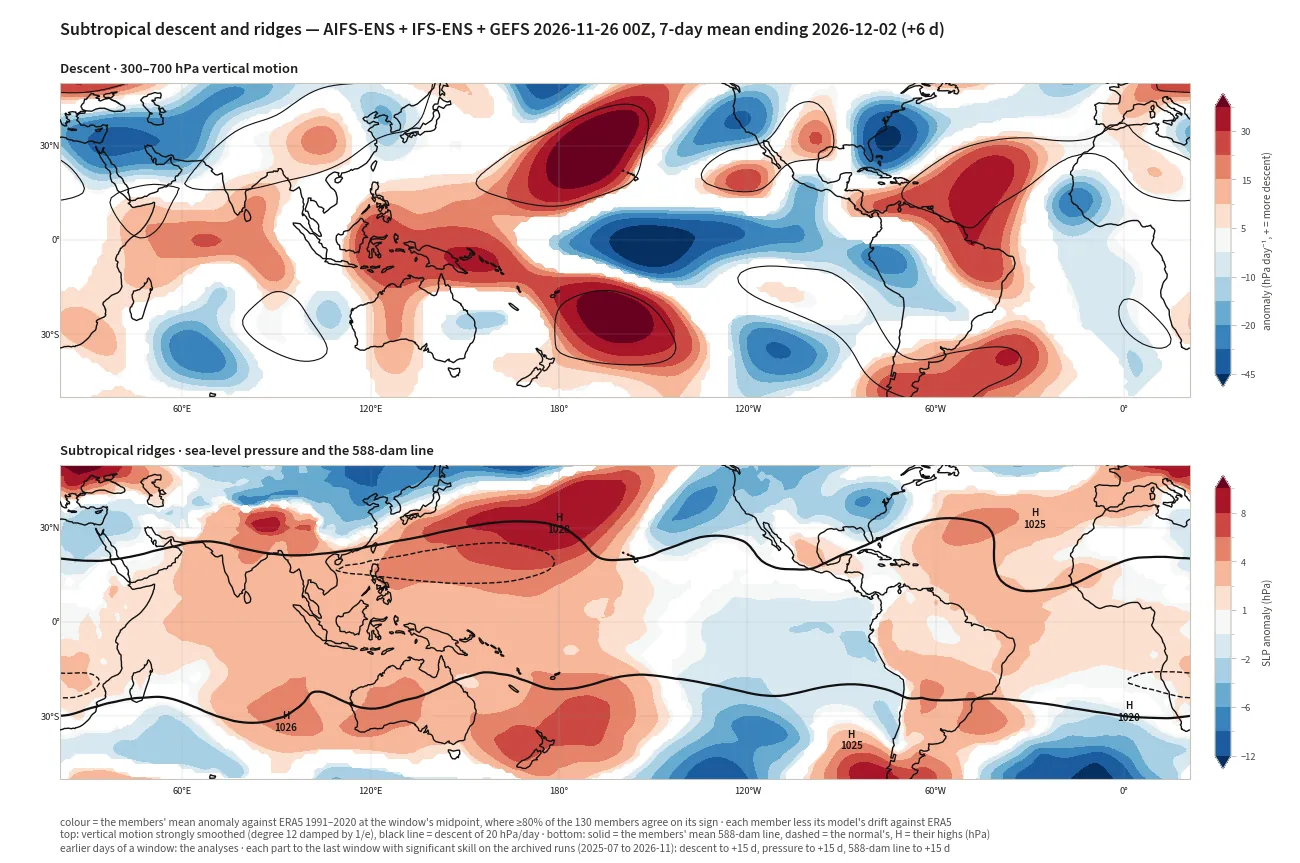 Subtropical descent and ridges — AIFS-ENS + IFS-ENS + GEFS 2026-11-26 00Z, 7-day mean ending 2026-12-02 (+6 d)
Descent · 300–700 hPa vertical motion
30°N
0°
30°S
60°E
120°E
180°
120°W
60°W
0°
30
15
5
−10
−20
−45
anomaly (hPa day⁻¹, + = more descent)
Subtropical ridges · sea-level pressure and the 588-dam line
30°N
0°
30°S
60°E
120°E
180°
120°W
60°W
0°
H
1028
H
1025
H
1026
H
1025
H
1020
8
4
1
−2
−6
−12
SLP anomaly (hPa)
colour = the members' mean anomaly against ERA5 1991–2020 at the window's midpoint, where ≥80% of the 130 members agree on its sign · each member less its model's drift against ERA5
top: vertical motion strongly smoothed (degree 12 damped by 1/e), black line = descent of 20 hPa/day · bottom: solid = the members' mean 588-dam line, dashed = the normal's, H = their highs (hPa)
earlier days of a window: the analyses · each part to the last window with significant skill on the archived runs (2025-07 to 2026-11): descent to +15 d, pressure to +15 d, 588-dam line to +15 d